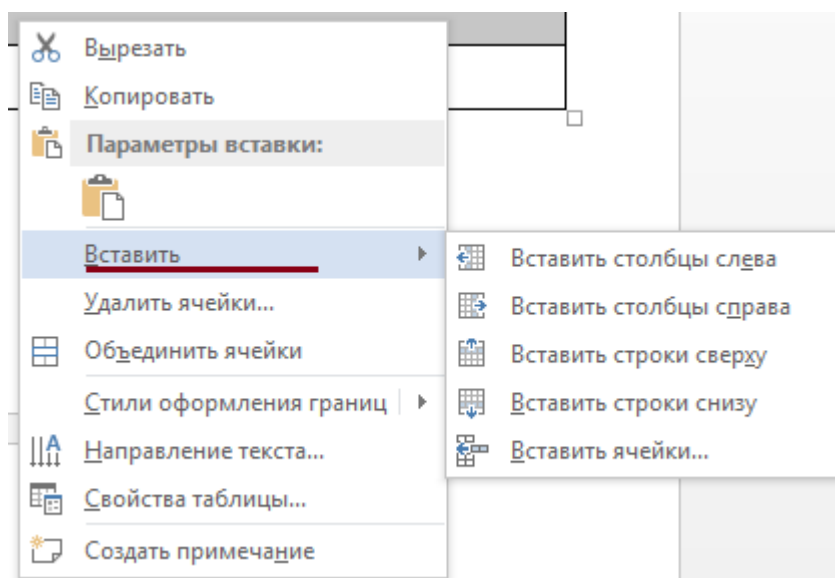 Вырезать
Копировать
Параметры вставки:
Вставить
Удалить ячейки...
Объединить ячейки
Стили оформления границ
Направление текста...
Свойства таблицы...
Создать примечание
Вставить столбцы слева
Вставить столбцы справа
Вставить строки сверху
Вставить строки снизу
Вставить ячейки...